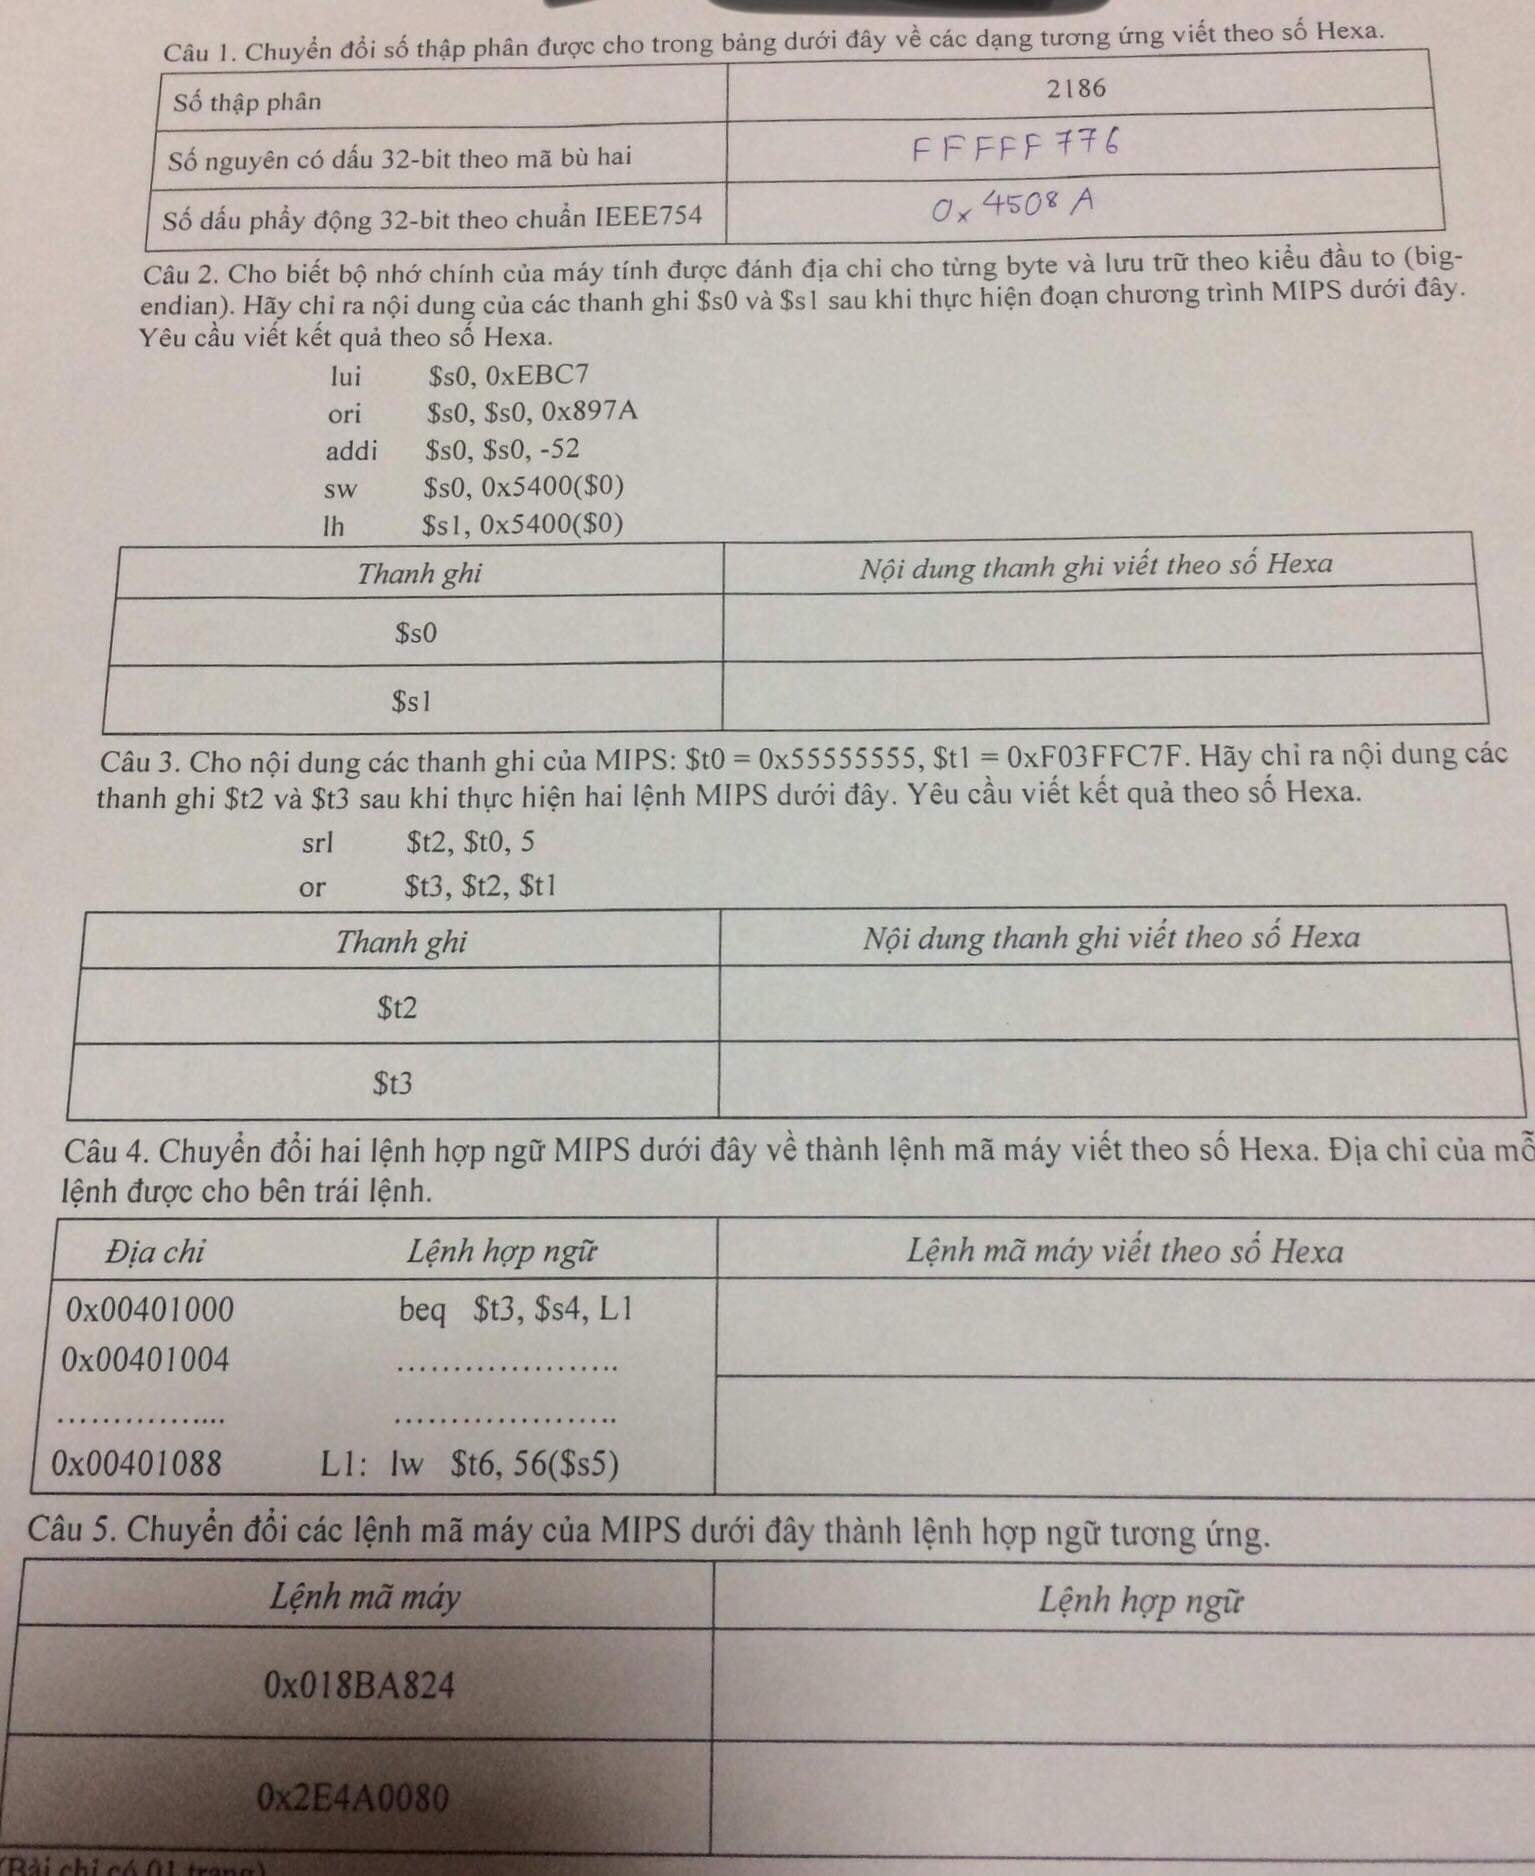 Câu 1. Chuyển đổi số thập phân được cho trong bảng dưới đây về các dạng tương ứng viết theo số Hexa.
Số thập phân 2186
Số nguyên có dấu 32-bit theo mã bù hai FFFFF776
Số dấu phẩy động 32-bit theo chuẩn IEEE754 0x4508A
Câu 2. Cho biết bộ nhớ chính của máy tính được đánh địa chỉ cho từng byte và lưu trữ theo kiểu đầu to (big-
endian). Hãy chỉ ra nội dung của các thanh ghi $s0 và $s1 sau khi thực hiện đoạn chương trình MIPS dưới đây.
Yêu cầu viết kết quả theo số Hexa.
lui $s0, 0xEBC7
ori $s0, $s0, 0x897A
addi $s0, $s0, -52
sw $s0, 0x5400($0)
lh $s1, 0x5400($0)
Thanh ghi Nội dung thanh ghi viết theo số Hexa
$s0
$s1
Câu 3. Cho nội dung các thanh ghi của MIPS: $t0 = 0x55555555, $t1 = 0xF03FFC7F. Hãy chỉ ra nội dung các
thanh ghi $t2 và $t3 sau khi thực hiện hai lệnh MIPS dưới đây. Yêu cầu viết kết quả theo số Hexa.
srl $t2, $t0, 5
or $t3, $t2, $t1
Thanh ghi Nội dung thanh ghi viết theo số Hexa
$t2
$t3
Câu 4. Chuyển đổi hai lệnh hợp ngữ MIPS dưới đây về thành lệnh mã máy viết theo số Hexa. Địa chỉ của mỗ
lệnh được cho bên trái lệnh.
Địa chỉ Lệnh hợp ngữ Lệnh mã máy viết theo số Hexa
0x00401000 beq $t3, $s4, L1
0x00401004 ....................
................ ....................
0x00401088 L1: lw $t6, 56($s5)
Câu 5. Chuyển đổi các lệnh mã máy của MIPS dưới đây thành lệnh hợp ngữ tương ứng.
Lệnh mã máy Lệnh hợp ngữ
0x018BA824
0x2E4A0080
(Bài chỉ có 01 trang)